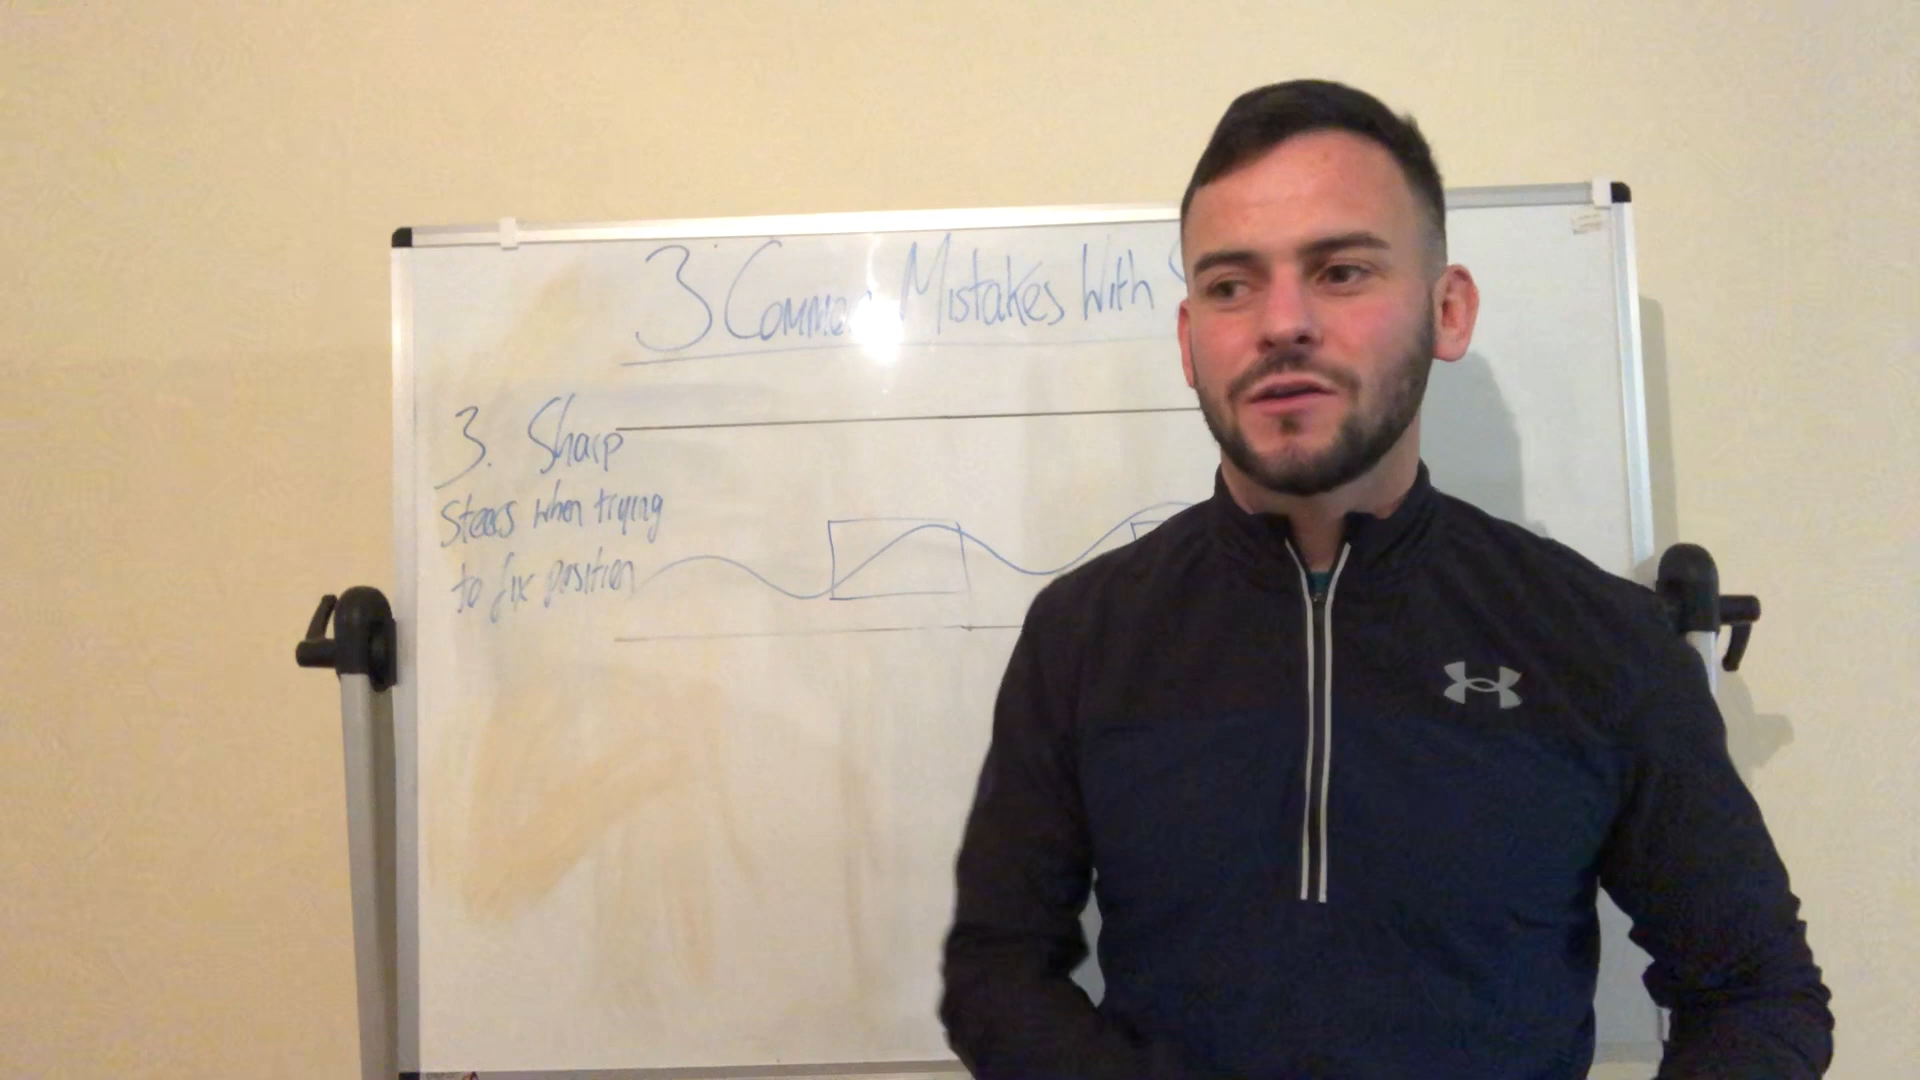 3 Common Mistakes With S
3. Sharp
Steers when trying
to fix position